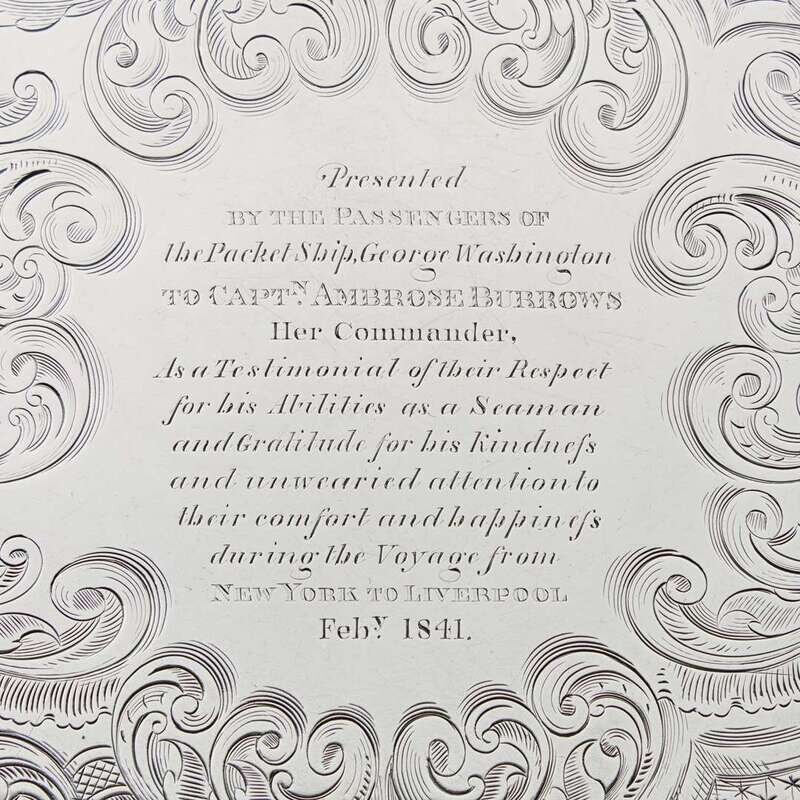 Presented
BY THE PASSENGERS OF
the Packet Ship, George Washington
TO CAPTᴺ AMBROSE BURROWS
Her Commander,
As a Testimonial of their Respect
for his Abilities as a Seaman
and Gratitude for his Kindneſs
and unwearied attention to
their comfort and happineſs
during the Voyage from
NEW YORK TO LIVERPOOL
Febʸ 1841.